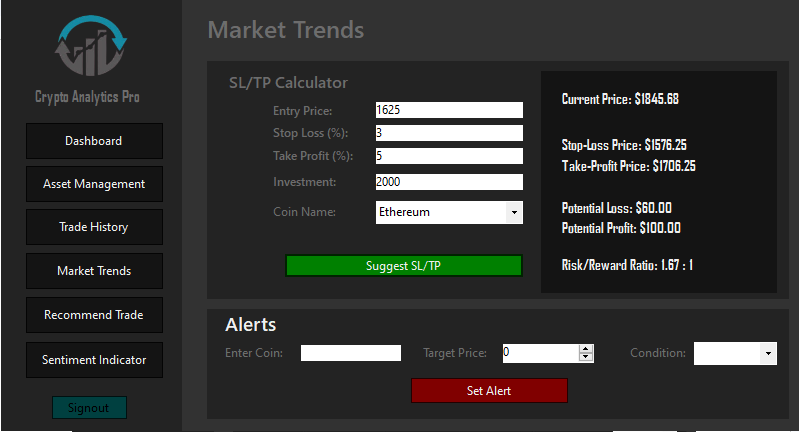 Crypto Analytics Pro
Dashboard
Asset Management
Trade History
Market Trends
Recommend Trade
Sentiment Indicator
Signout
Market Trends
SL/TP Calculator
Entry Price: 1625
Stop Loss (%): 3
Take Profit (%): 5
Investment: 2000
Coin Name: Ethereum
Suggest SL/TP
Current Price: $1845.68
Stop-Loss Price: $1576.25
Take-Profit Price: $1706.25
Potential Loss: $60.00
Potential Profit: $100.00
Risk/Reward Ratio: 1.67 : 1
Alerts
Enter Coin: Target Price: 0 Condition:
Set Alert